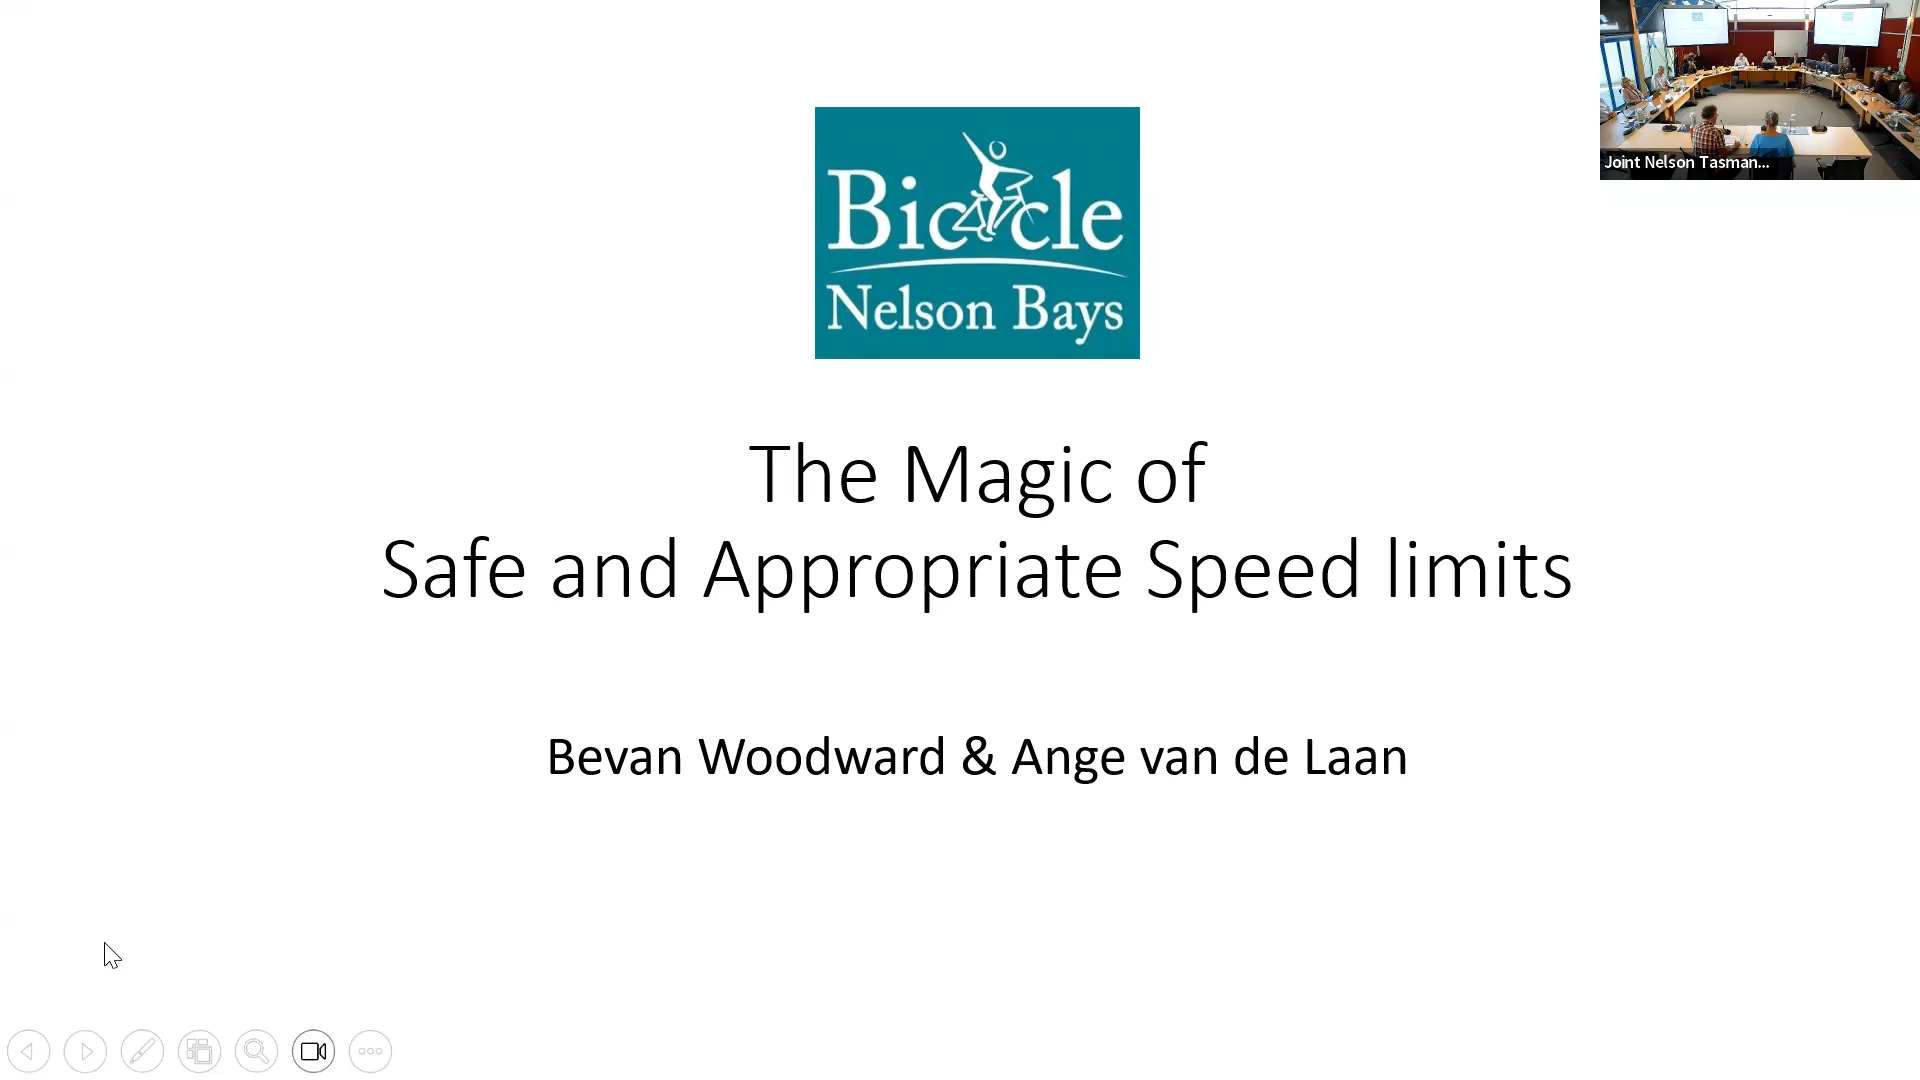 Bicycle
Nelson Bays
The Magic of
Safe and Appropriate Speed limits
Bevan Woodward & Ange van de Laan
Joint Nelson Tasman...